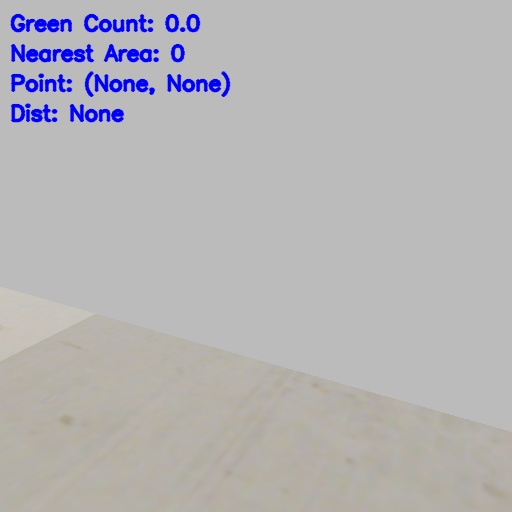 Green Count: 0.0
Nearest Area: 0
Point: (None, None)
Dist: None